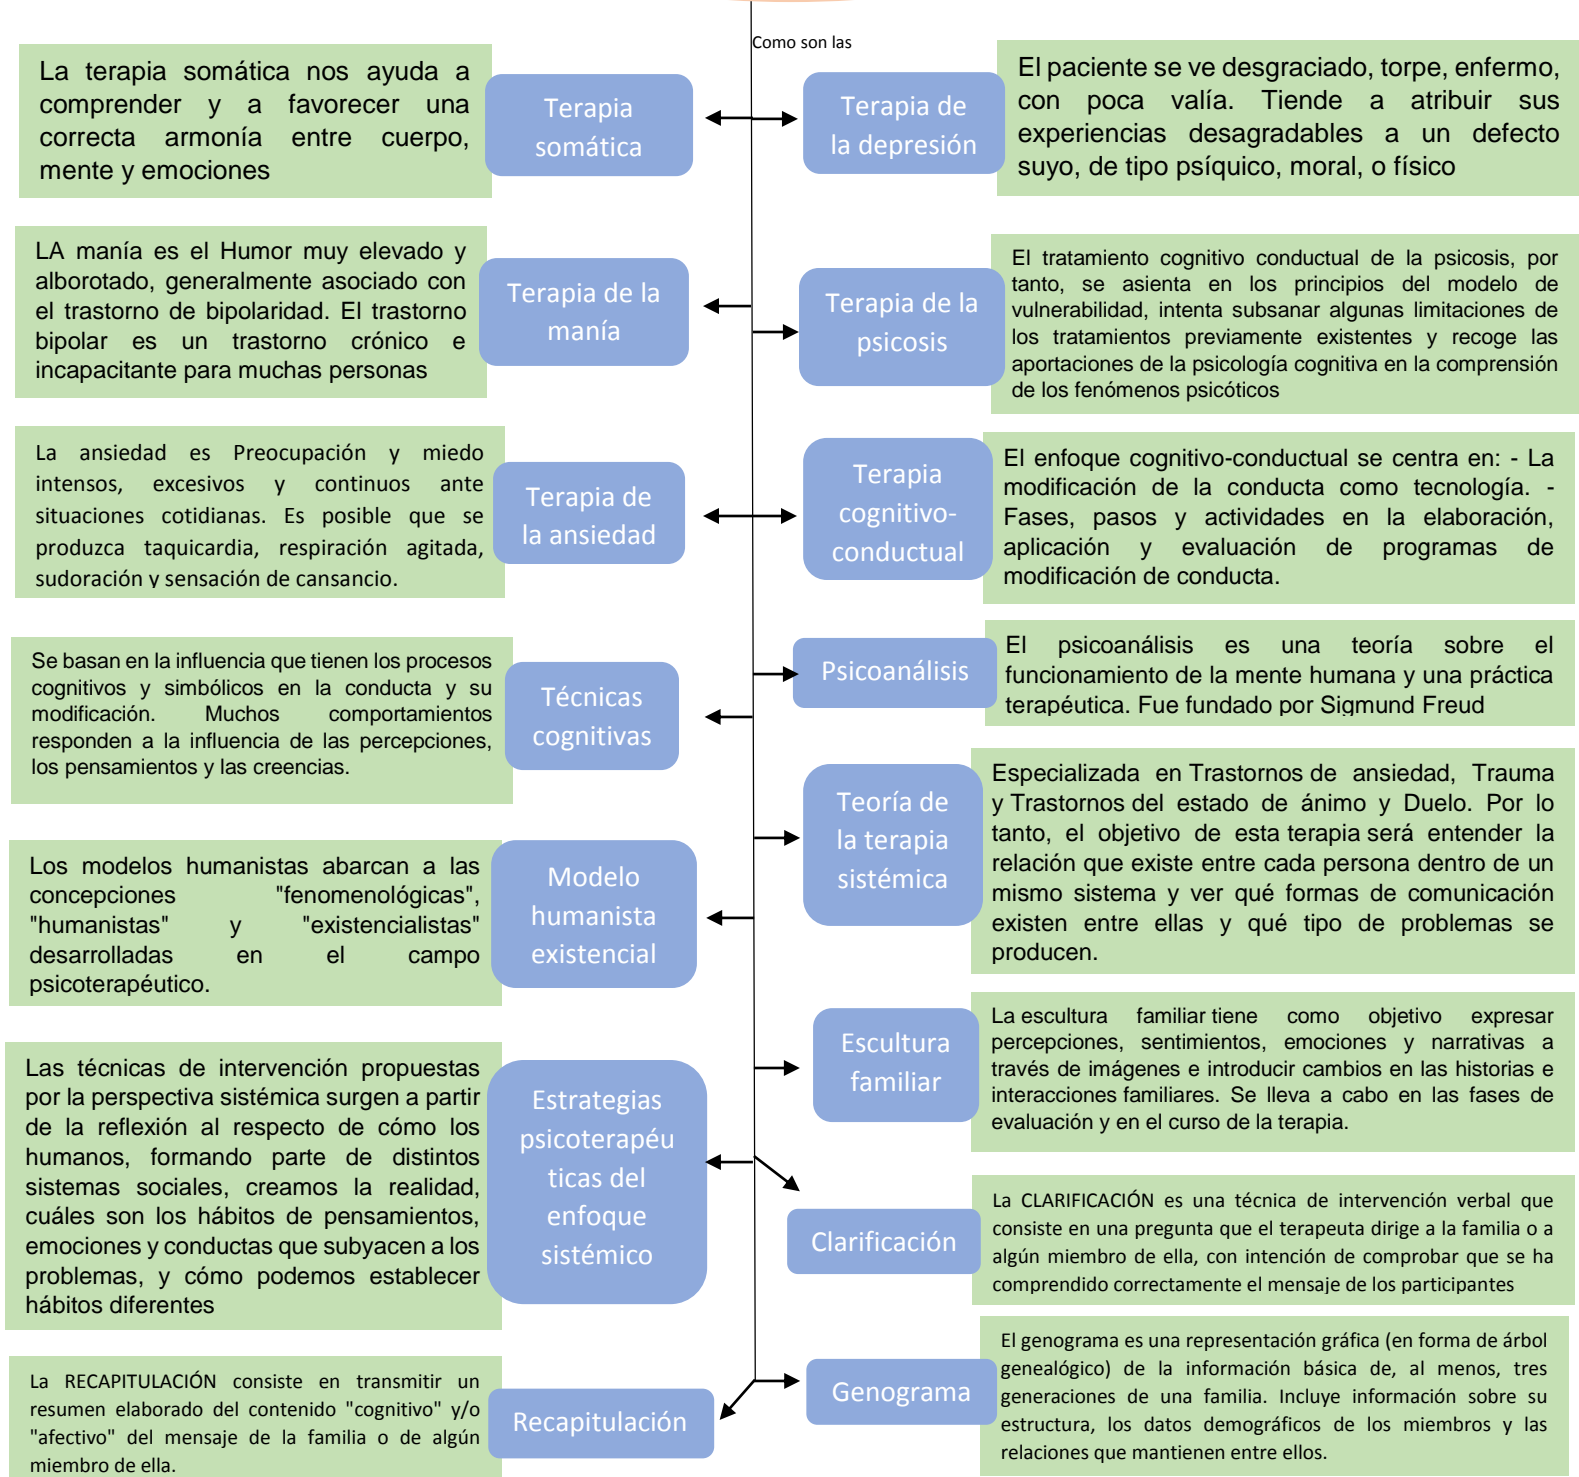 Como son las
La terapia somática nos ayuda a
comprender y a favorecer una
correcta armonía entre cuerpo,
mente y emociones
Terapia
somática
Terapia de
la depresión
El paciente se ve desgraciado, torpe, enfermo,
con poca valía. Tiende a atribuir sus
experiencias desagradables a un defecto
suyo, de tipo psíquico, moral, o físico
LA manía es el Humor muy elevado y
alborotado, generalmente asociado con
el trastorno de bipolaridad. El trastorno
bipolar es un trastorno crónico e
incapacitante para muchas personas
Terapia de la
manía
Terapia de la
psicosis
El tratamiento cognitivo conductual de la psicosis, por
tanto, se asienta en los principios del modelo de
vulnerabilidad, intenta subsanar algunas limitaciones de
los tratamientos previamente existentes y recoge las
aportaciones de la psicología cognitiva en la comprensión
de los fenómenos psicóticos
La ansiedad es Preocupación y miedo
intensos, excesivos y continuos ante
situaciones cotidianas. Es posible que se
produzca taquicardia, respiración agitada,
sudoración y sensación de cansancio.
Terapia de
la ansiedad
Terapia
cognitivo-
conductual
El enfoque cognitivo-conductual se centra en: - La
modificación de la conducta como tecnología. -
Fases, pasos y actividades en la elaboración,
aplicación y evaluación de programas de
modificación de conducta.
Se basan en la influencia que tienen los procesos
cognitivos y simbólicos en la conducta y su
modificación. Muchos comportamientos
responden a la influencia de las percepciones,
los pensamientos y las creencias.
Técnicas
cognitivas
Psicoanálisis
El psicoanálisis es una teoría sobre el
funcionamiento de la mente humana y una práctica
terapéutica. Fue fundado por Sigmund Freud
Teoría de
la terapia
sistémica
Especializada en Trastornos de ansiedad, Trauma
y Trastornos del estado de ánimo y Duelo. Por lo
tanto, el objetivo de esta terapia será entender la
relación que existe entre cada persona dentro de un
mismo sistema y ver qué formas de comunicación
existen entre ellas y qué tipo de problemas se
producen.
Los modelos humanistas abarcan a las
concepciones "fenomenológicas",
"humanistas" y "existencialistas"
desarrolladas en el campo
psicoterapéutico.
Modelo
humanista
existencial
Escultura
familiar
La escultura familiar tiene como objetivo expresar
percepciones, sentimientos, emociones y narrativas a
través de imágenes e introducir cambios en las historias e
interacciones familiares. Se lleva a cabo en las fases de
evaluación y en el curso de la terapia.
Las técnicas de intervención propuestas
por la perspectiva sistémica surgen a partir
de la reflexión al respecto de cómo los
humanos, formando parte de distintos
sistemas sociales, creamos la realidad,
cuáles son los hábitos de pensamientos,
emociones y conductas que subyacen a los
problemas, y cómo podemos establecer
hábitos diferentes
Estrategias
psicoterapéu
ticas del
enfoque
sistémico
Clarificación
La CLARIFICACIÓN es una técnica de intervención verbal que
consiste en una pregunta que el terapeuta dirige a la familia o a
algún miembro de ella, con intención de comprobar que se ha
comprendido correctamente el mensaje de los participantes
La RECAPITULACIÓN consiste en transmitir un
resumen elaborado del contenido "cognitivo" y/o
"afectivo" del mensaje de la familia o de algún
miembro de ella.
Recapitulación
Genograma
El genograma es una representación gráfica (en forma de árbol
genealógico) de la información básica de, al menos, tres
generaciones de una familia. Incluye información sobre su
estructura, los datos demográficos de los miembros y las
relaciones que mantienen entre ellos.